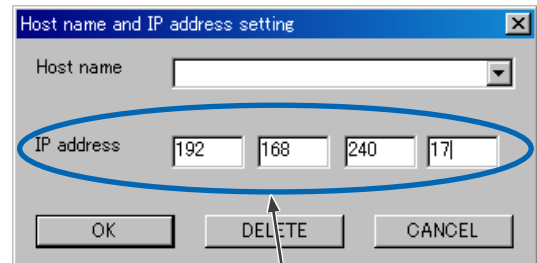 Host name and IP address setting
Host name
IP address 192 168 240 17
OK DELETE CANCEL